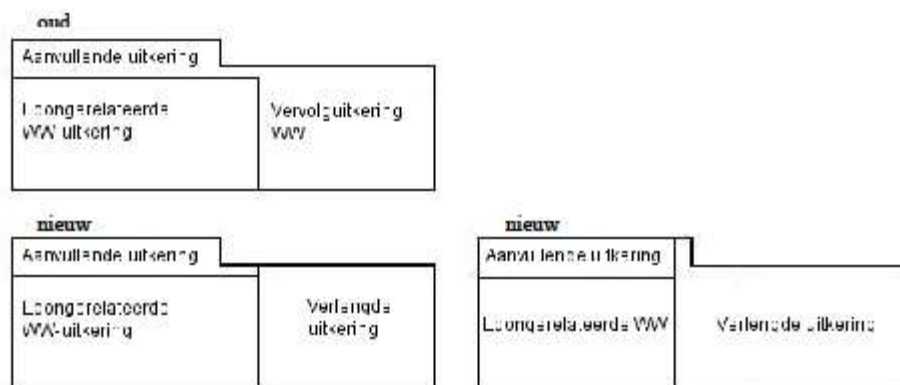 oud
Aanvullende uitkering
Loongerelateerde
WW-uitkering
Vervolguitkering
WW
nieuw
Aanvullende uitkering
Loongerelateerde
WW-uitkering
Verlengde
uitkering
nieuw
Aanvullende uitkering
Loongerelateerde WW
Verlengde uitkering